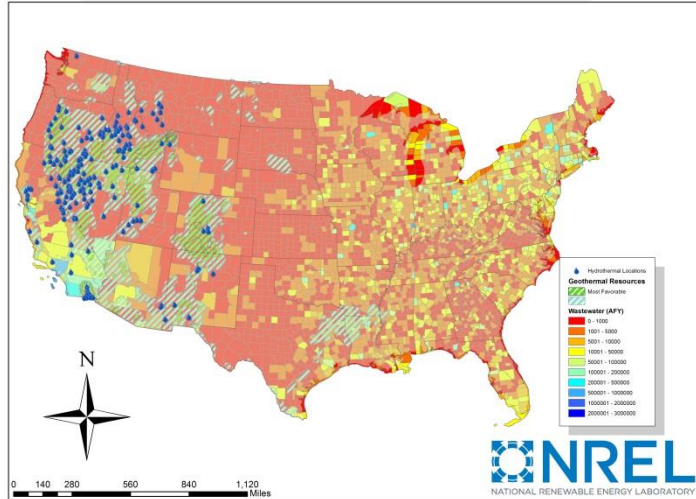 N
Hydrothermal Locations
Geothermal Resources
Most Favorable
Wastewater (AFY)
0 - 1000
1001 - 5000
5001 - 10000
10001 - 50000
50001 - 100000
100001 - 200000
200001 - 500000
500001 - 1000000
1000001 - 2000000
2000001 - 3000000
0 140 280 560 840 1,120
Miles
NREL
NATIONAL RENEWABLE ENERGY LABORATORY